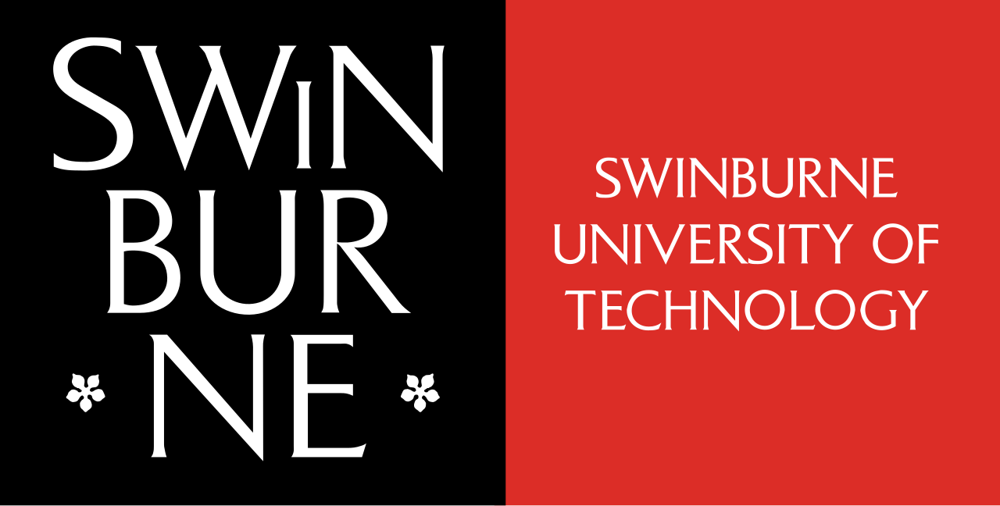 SWiN
BUR
NE
SWINBURNE
UNIVERSITY OF
TECHNOLOGY